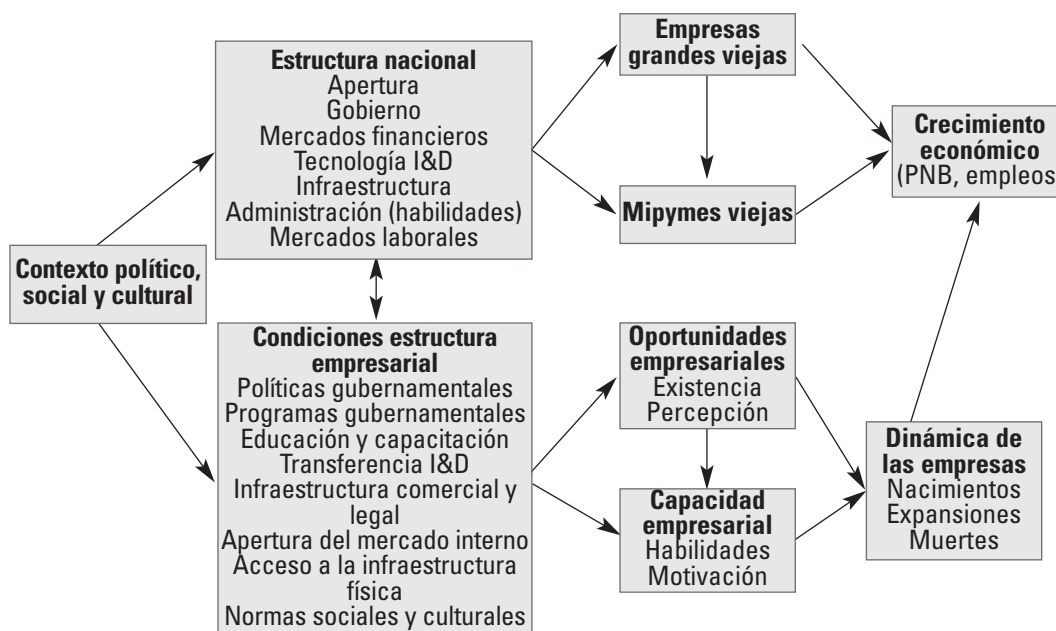 Estructura nacional
Apertura
Gobierno
Mercados financieros
Tecnología I&D
Infraestructura
Administración (habilidades)
Mercados laborales
Empresas
grandes viejas
Mipymes viejas
Crecimiento
económico
(PNB, empleos
Contexto político,
social y cultural
Condiciones estructura
empresarial
Políticas gubernamentales
Programas gubernamentales
Educación y capacitación
Transferencia I&D
Infraestructura comercial y
legal
Apertura del mercado interno
Acceso a la infraestructura
física
Normas sociales y culturales
Oportunidades
empresariales
Existencia
Percepción
Capacidad
empresarial
Habilidades
Motivación
Dinámica de
las empresas
Nacimientos
Expansiones
Muertes